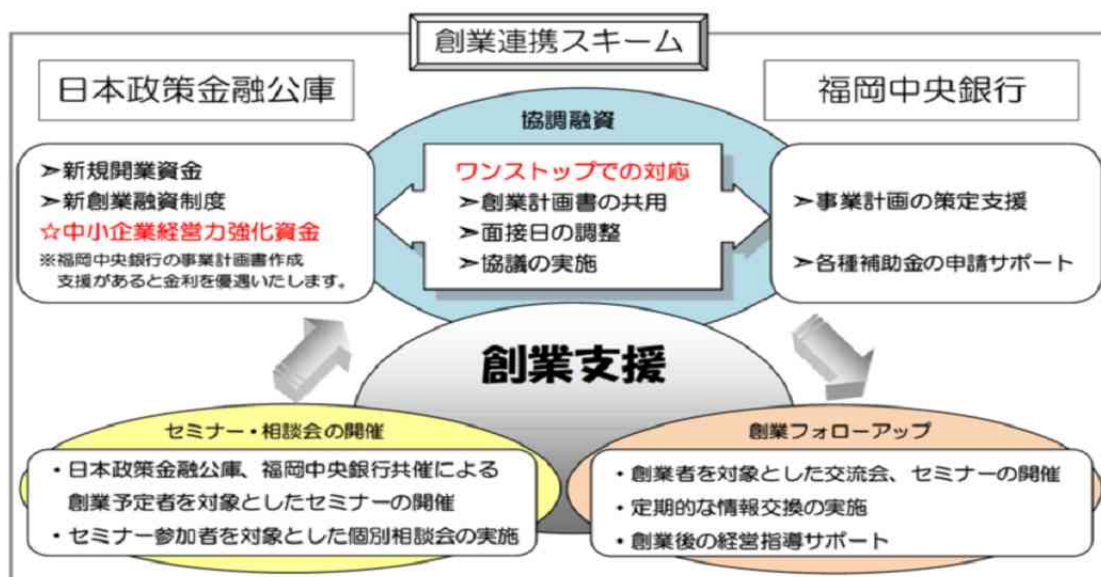 創業連携スキーム
日本政策金融公庫
福岡中央銀行
協調融資
➢新規開業資金
➢新創業融資制度
☆中小企業経営力強化資金
※福岡中央銀行の事業計画書作成
支援があると金利を優遇いたします。
ワンストップでの対応
➢創業計画書の共用
➢面接日の調整
➢協議の実施
➢事業計画の策定支援
➢各種補助金の申請サポート
創業支援
セミナー・相談会の開催
・日本政策金融公庫、福岡中央銀行共催による
創業予定者を対象としたセミナーの開催
・セミナー参加者を対象とした個別相談会の実施
創業フォローアップ
・創業者を対象とした交流会、セミナーの開催
・定期的な情報交換の実施
・創業後の経営指導サポート